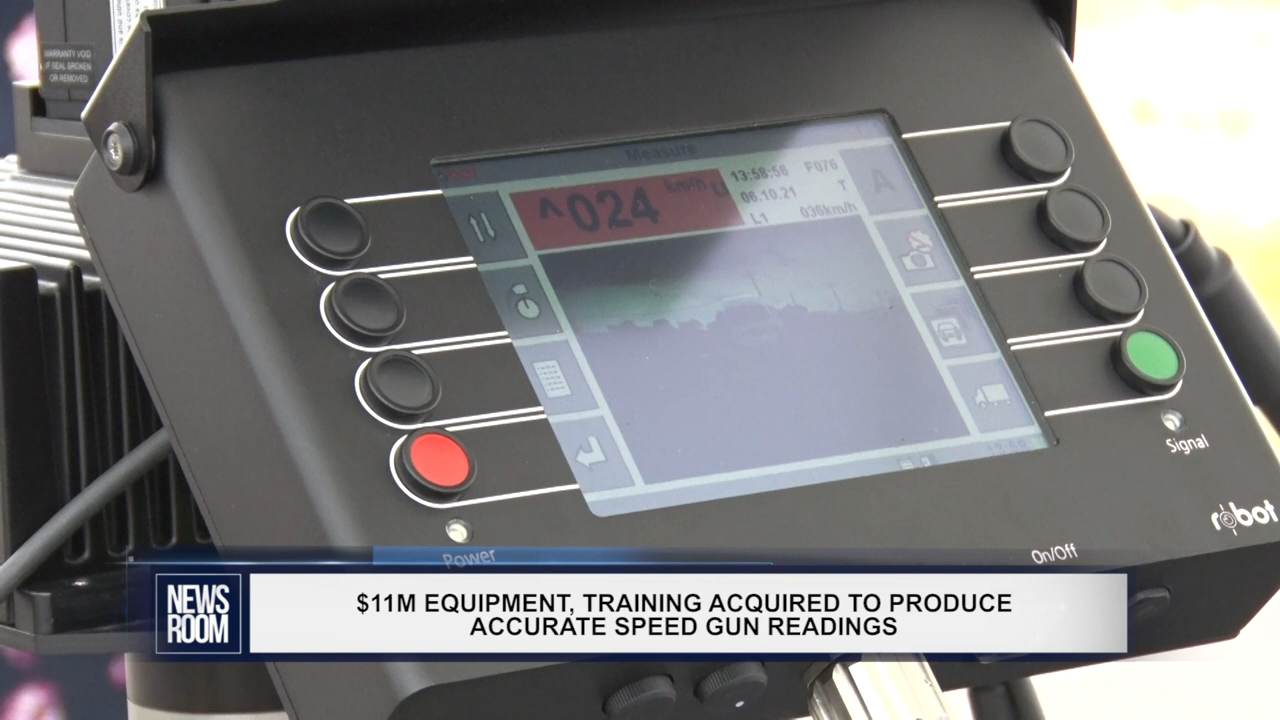 WARRANTY VOID
IF SEAL BROKEN
OR REMOVED
Measure
^024 km/h
13:58:56 F076
06.10.21 T
L1 036km/h
A
Signal
robot
Power
On/Off
NEWS
ROOM
$11M EQUIPMENT, TRAINING ACQUIRED TO PRODUCE
ACCURATE SPEED GUN READINGS